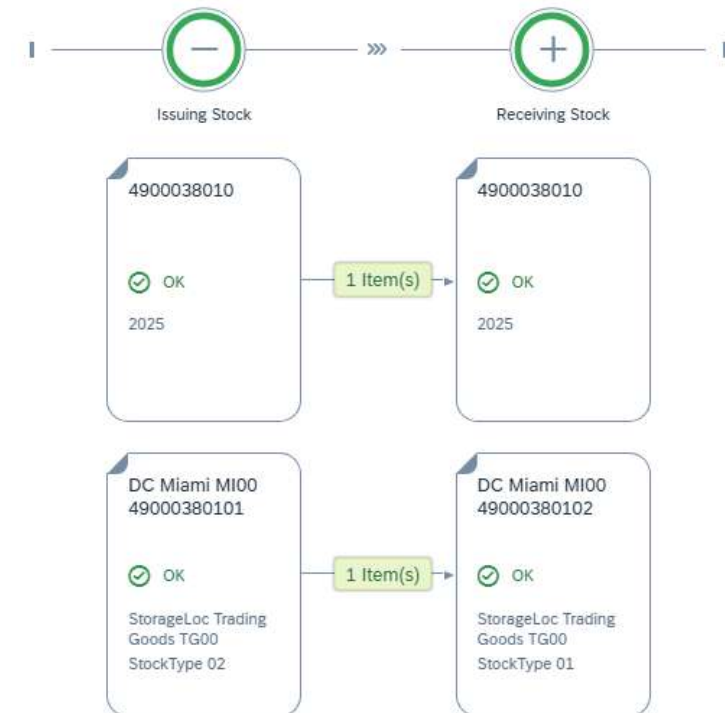 Issuing Stock
Receiving Stock
4900038010
OK
2025
1 Item(s)
4900038010
OK
2025
DC Miami MI00
49000380101
OK
StorageLoc Trading
Goods TG00
StockType 02
1 Item(s)
DC Miami MI00
49000380102
OK
StorageLoc Trading
Goods TG00
StockType 01